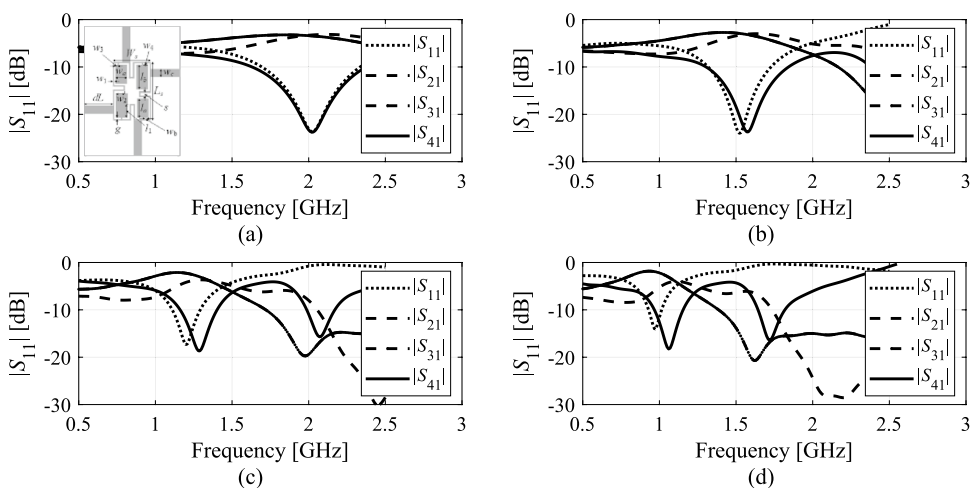 0
-10
-20
-30
|S11| [dB]
0.5 1 1.5 2 2.5 3
Frequency [GHz]
(a)
|S11|
|S21|
|S31|
|S41|
dL
g
s
0
-10
-20
-30
|S11| [dB]
0.5 1 1.5 2 2.5 3
Frequency [GHz]
(b)
|S11|
|S21|
|S31|
|S41|
0
-10
-20
-30
|S11| [dB]
0.5 1 1.5 2 2.5 3
Frequency [GHz]
(c)
|S11|
|S21|
|S31|
|S41|
0
-10
-20
-30
|S11| [dB]
0.5 1 1.5 2 2.5 3
Frequency [GHz]
(d)
|S11|
|S21|
|S31|
|S41|